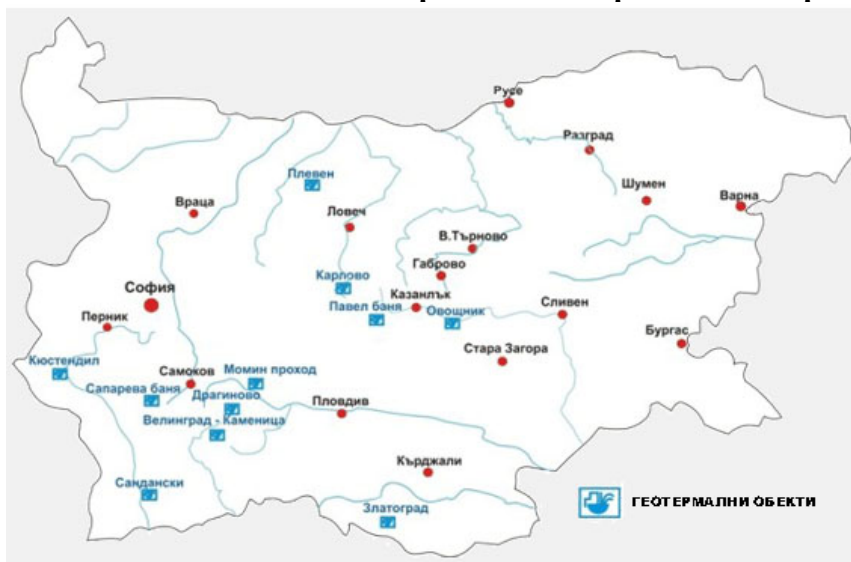 Русе
Разград
Плевен
Шумен
Враца
Варна
Ловеч
В.Търново
Габрово
Карлово
София
Казанлък
Павел баня
Овощник
Сливен
Перник
Бургас
Стара Загора
Кюстендил
Самоков
Момин проход
Сапарева баня
Драгиново
Пловдив
Велинград - Каменица
Кърджали
Сандански
Златоград
ГЕОТЕРМАЛНИ ОБЕКТИ